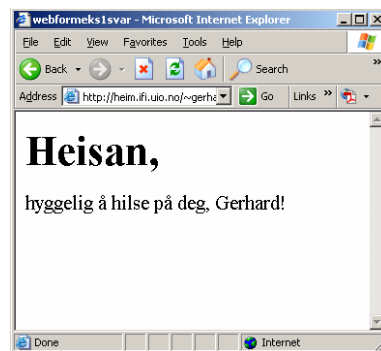 webformeks1svar - Microsoft Internet Explorer
File Edit View Favorites Tools Help
Back Search »
Address http://heim.ifi.uio.no/~gerha Go Links »
Heisan,
hyggelig å hilse på deg, Gerhard!
Done Internet